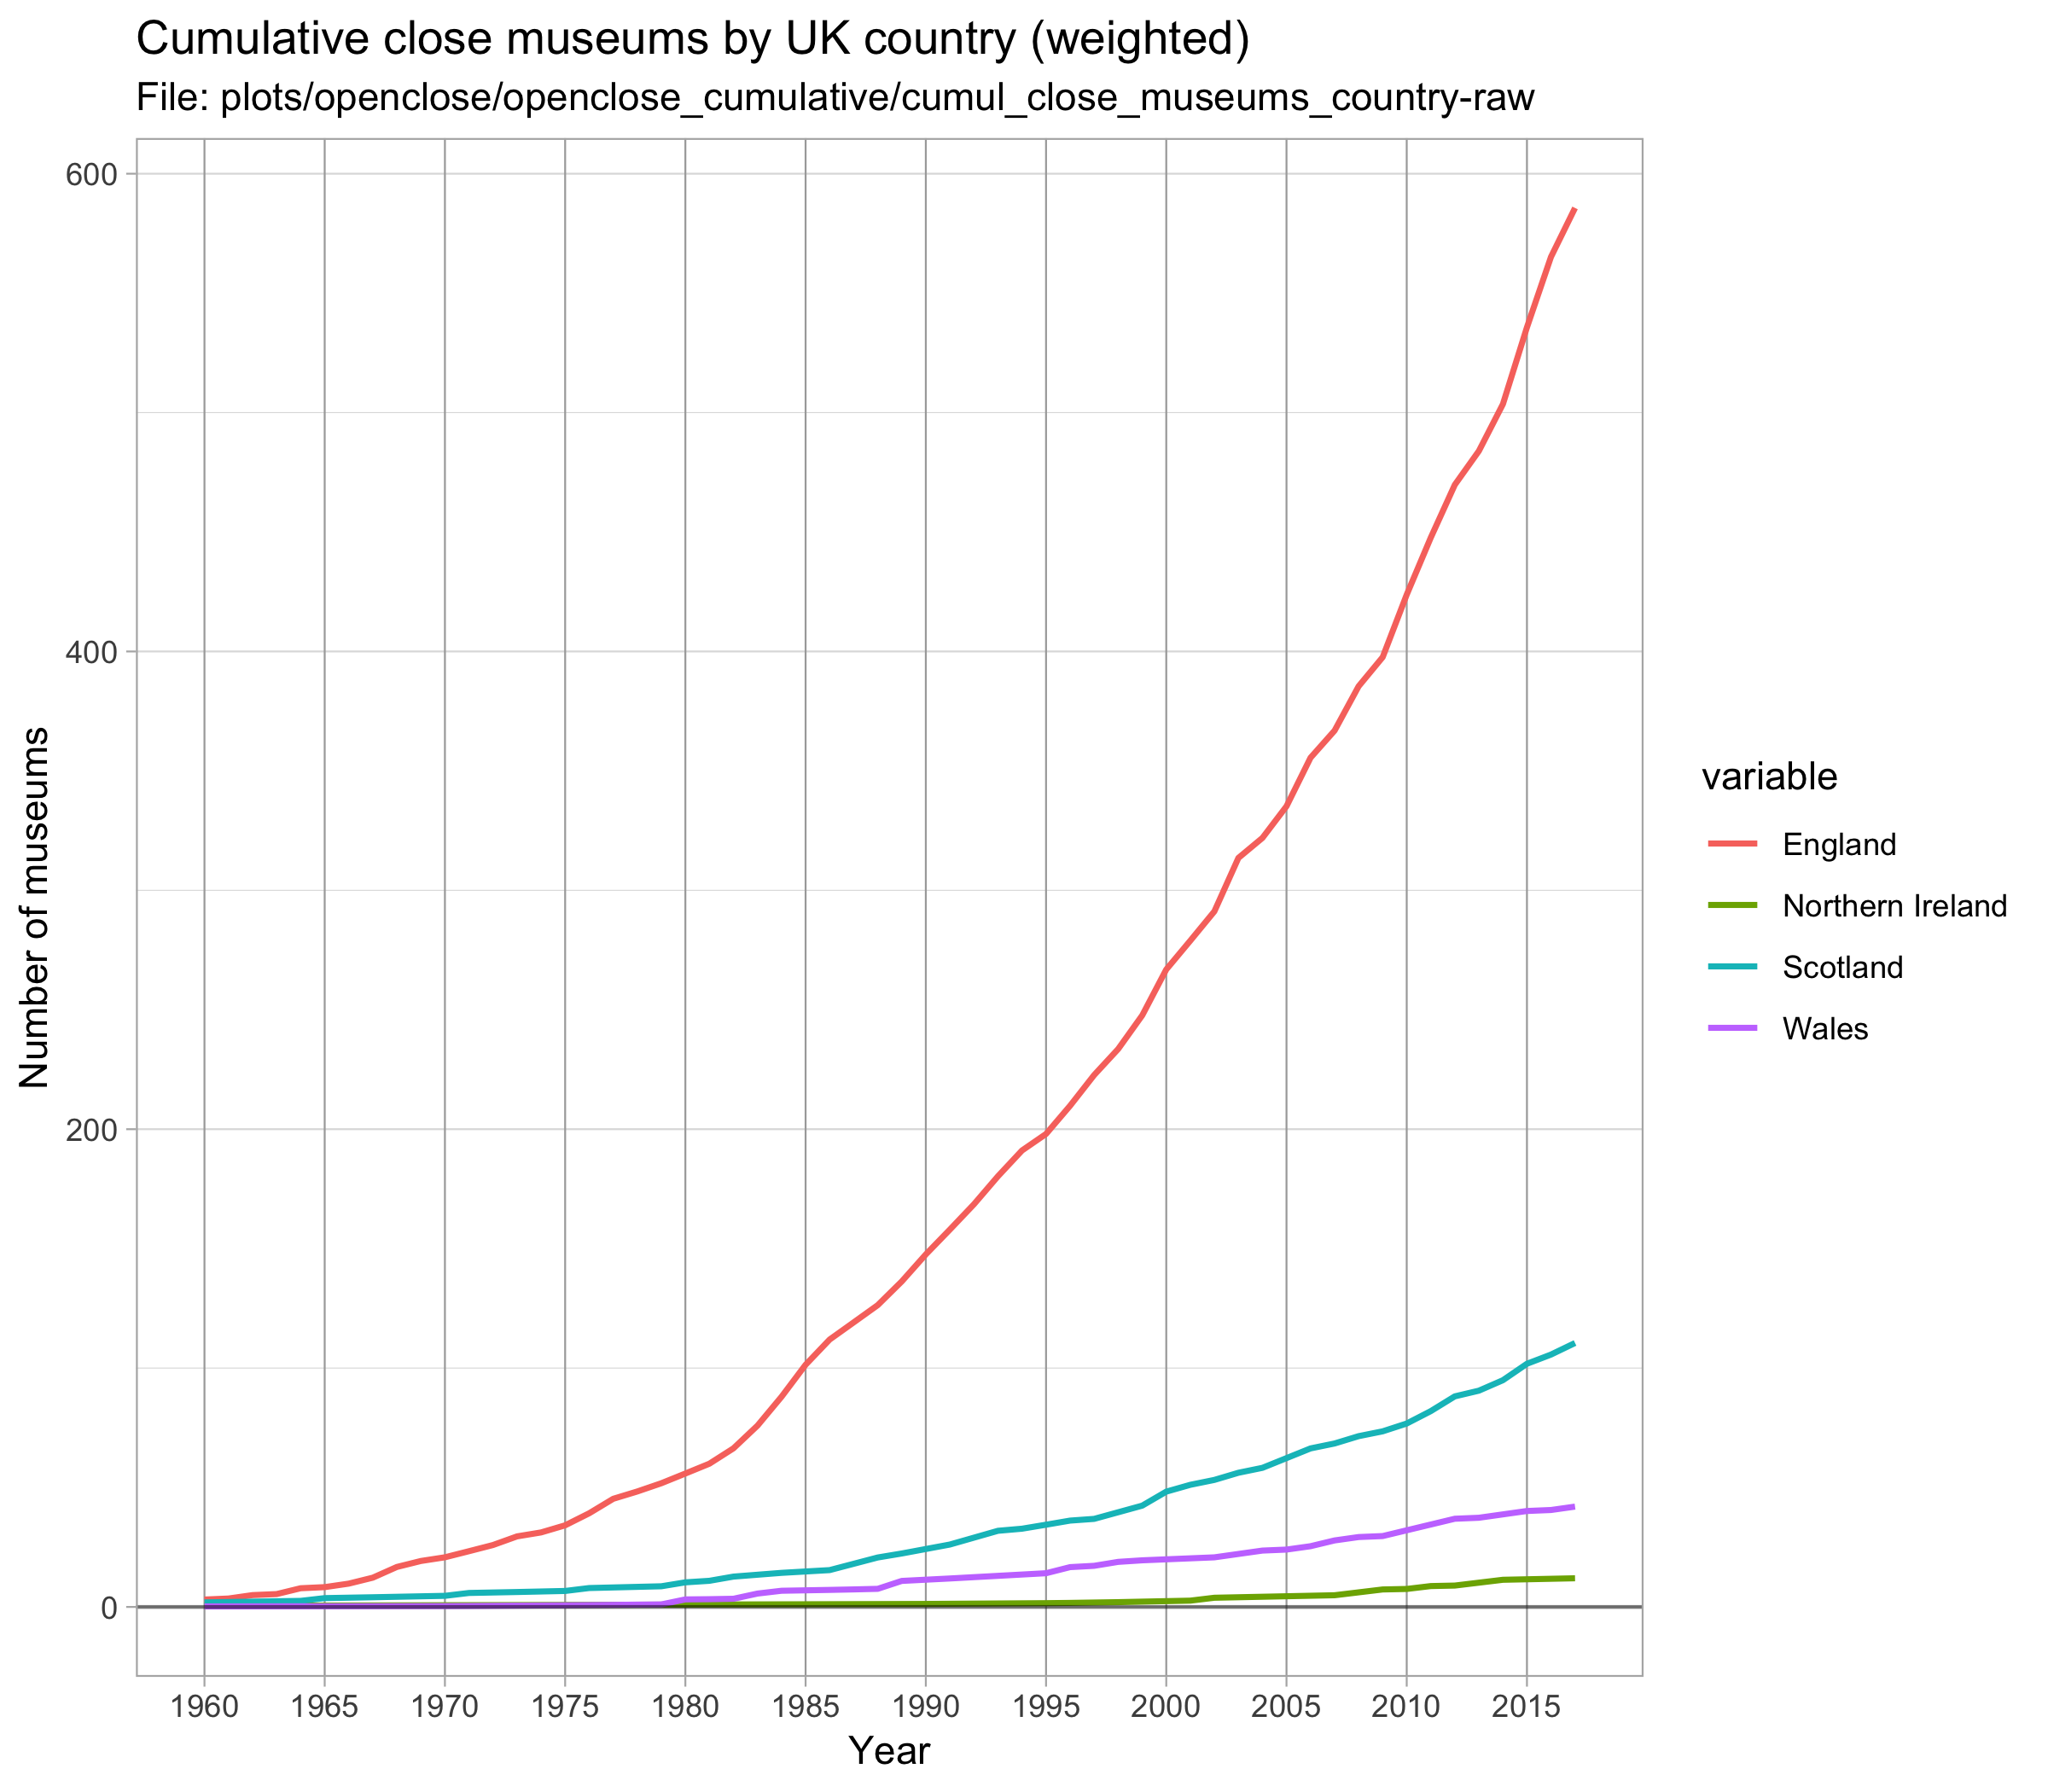 Cumulative close museums by UK country (weighted)
File: plots/openclose/openclose_cumulative/cumul_close_museums_country-raw
600
400
200
0
Number of museums
1960 1965 1970 1975 1980 1985 1990 1995 2000 2005 2010 2015
Year
variable
England
Northern Ireland
Scotland
Wales